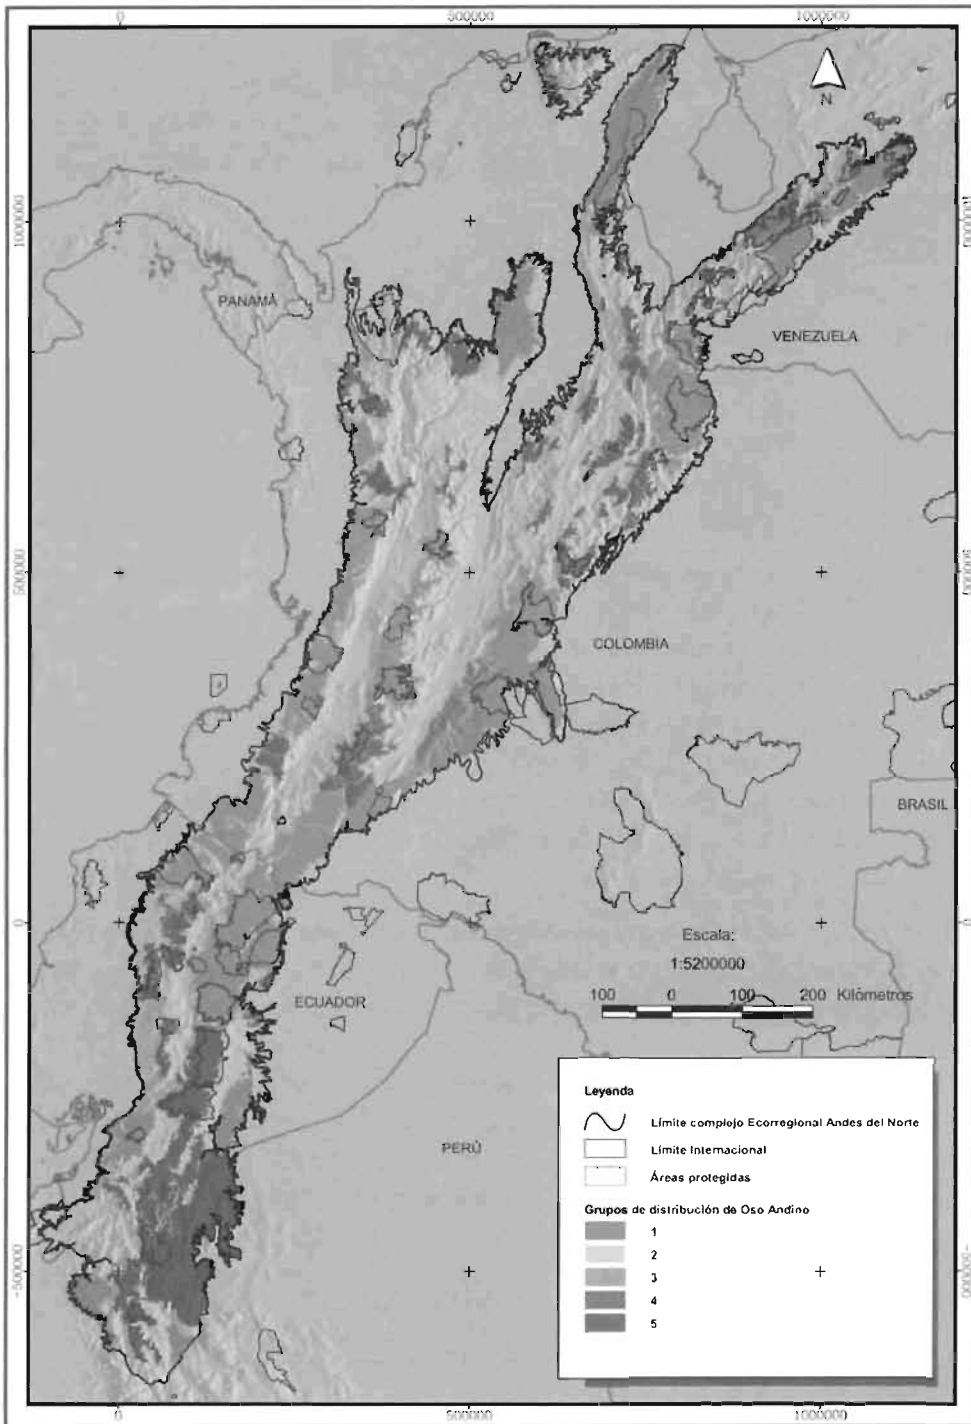 0 500000 1000000
N
1000000
PANAMÁ
VENEZUELA
500000
COLOMBIA
BRASIL
0
0
Escala:
1:5200000
100 0 100 200 Kilómetros
ECUADOR
PERÚ
Leyenda
Límite complejo Ecorregional Andes del Norte
Límite Internacional
Áreas protegidas
Grupos de distribución de Oso Andino
1
2
3
4
5
-500000
-500000
0 500000 1000000